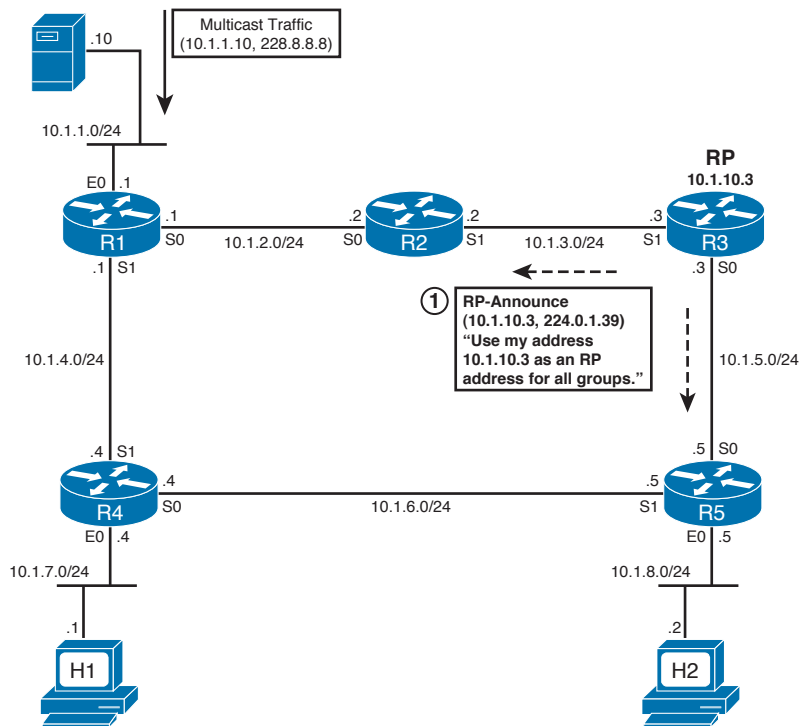 .10
Multicast Traffic
(10.1.1.10, 228.8.8.8)
10.1.1.0/24
RP
10.1.10.3
E0 .1
R1
.1
S0
10.1.2.0/24
.2
S0
R2
.2
S1
10.1.3.0/24
.3
S1
R3
.1 S1
.3 S0
1
RP-Announce
(10.1.10.3, 224.0.1.39)
“Use my address
10.1.10.3 as an RP
address for all groups.”
10.1.4.0/24
10.1.5.0/24
.4 S1
.5 S0
R4
.4
S0
10.1.6.0/24
.5
S1
R5
E0 .4
E0 .5
10.1.7.0/24
10.1.8.0/24
.1
H1
.2
H2